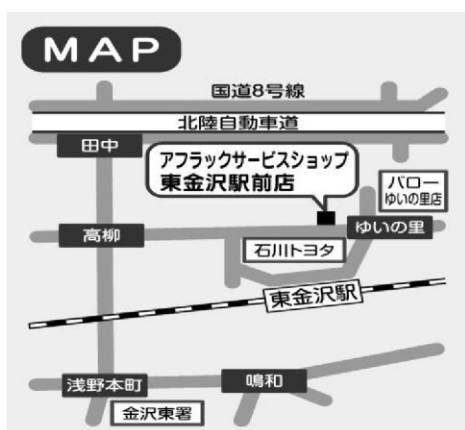 MAP
国道8号線
北陸自動車道
田中
アフラックサービスショップ
東金沢駅前店
バロー
ゆいの里店
高柳
ゆいの里
石川トヨタ
東金沢駅
浅野本町
鳴和
金沢東署